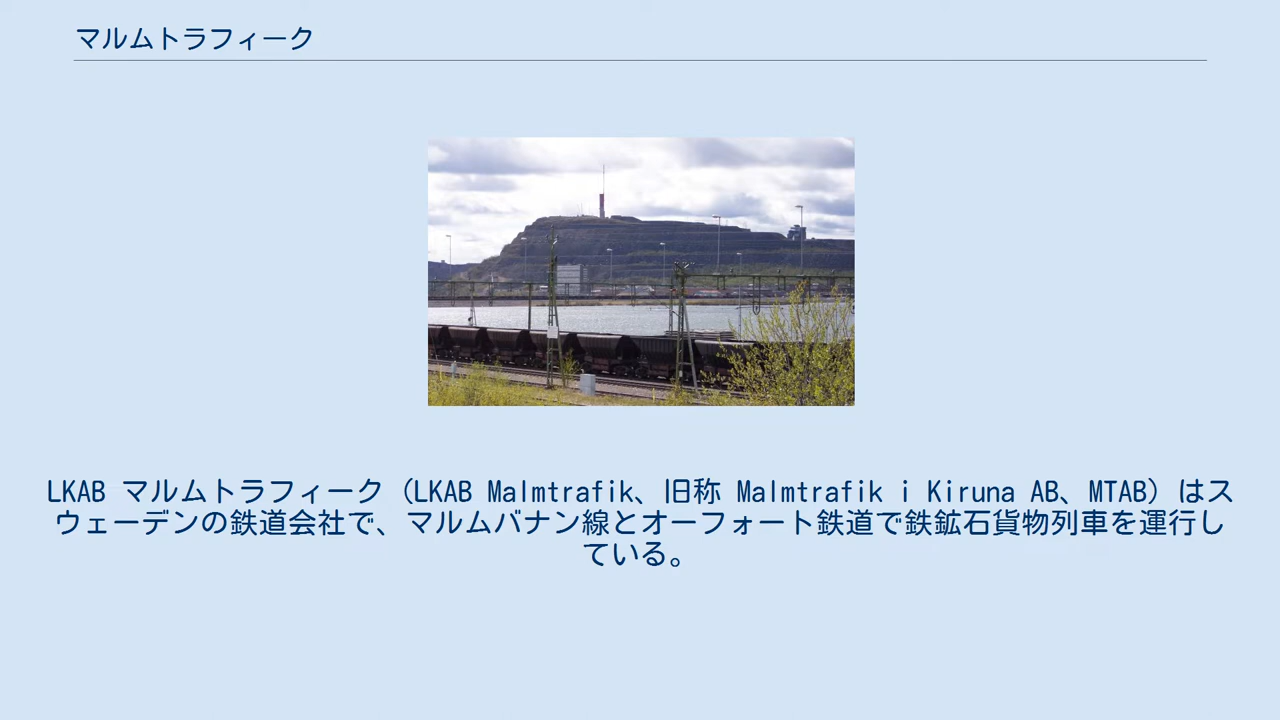 マルムトラフィーク
LKAB マルムトラフィーク（LKAB Malmtrafik、旧称 Malmtrafik i Kiruna AB、MTAB）はス
ウェーデンの鉄道会社で、マルムバナン線とオーフォート鉄道で鉄鉱石貨物列車を運行し
ている。